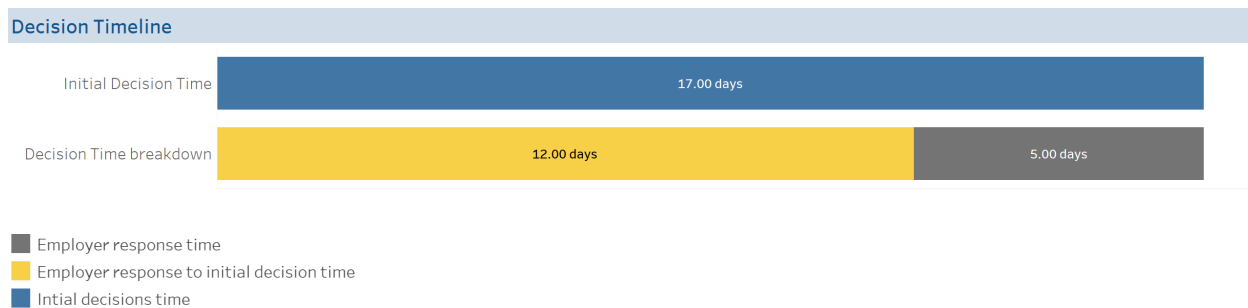 Decision Timeline
Initial Decision Time
17.00 days
Decision Time breakdown
12.00 days
5.00 days
Employer response time
Employer response to initial decision time
Intial decisions time